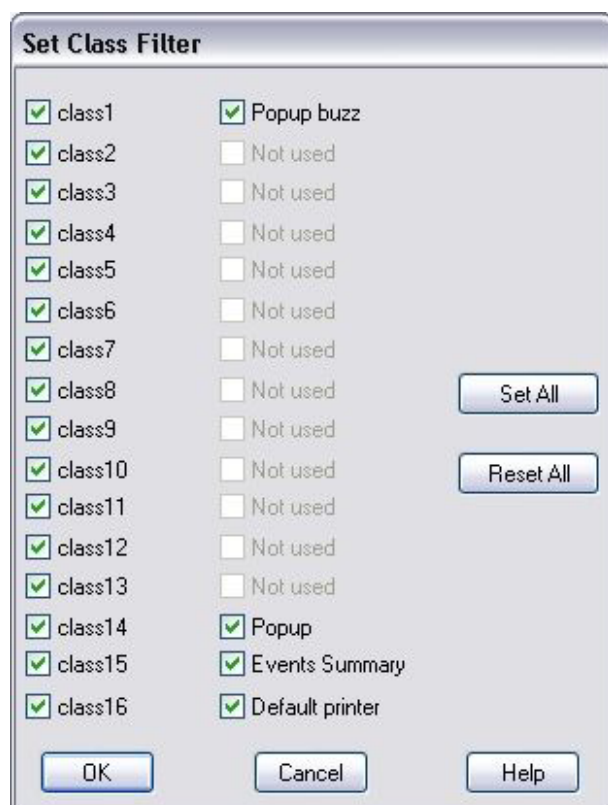 Set Class Filter
class1 Popup buzz
class2 Not used
class3 Not used
class4 Not used
class5 Not used
class6 Not used
class7 Not used
class8 Not used Set All
class9 Not used
class10 Not used Reset All
class11 Not used
class12 Not used
class13 Not used
class14 Popup
class15 Events Summary
class16 Default printer
OK Cancel Help